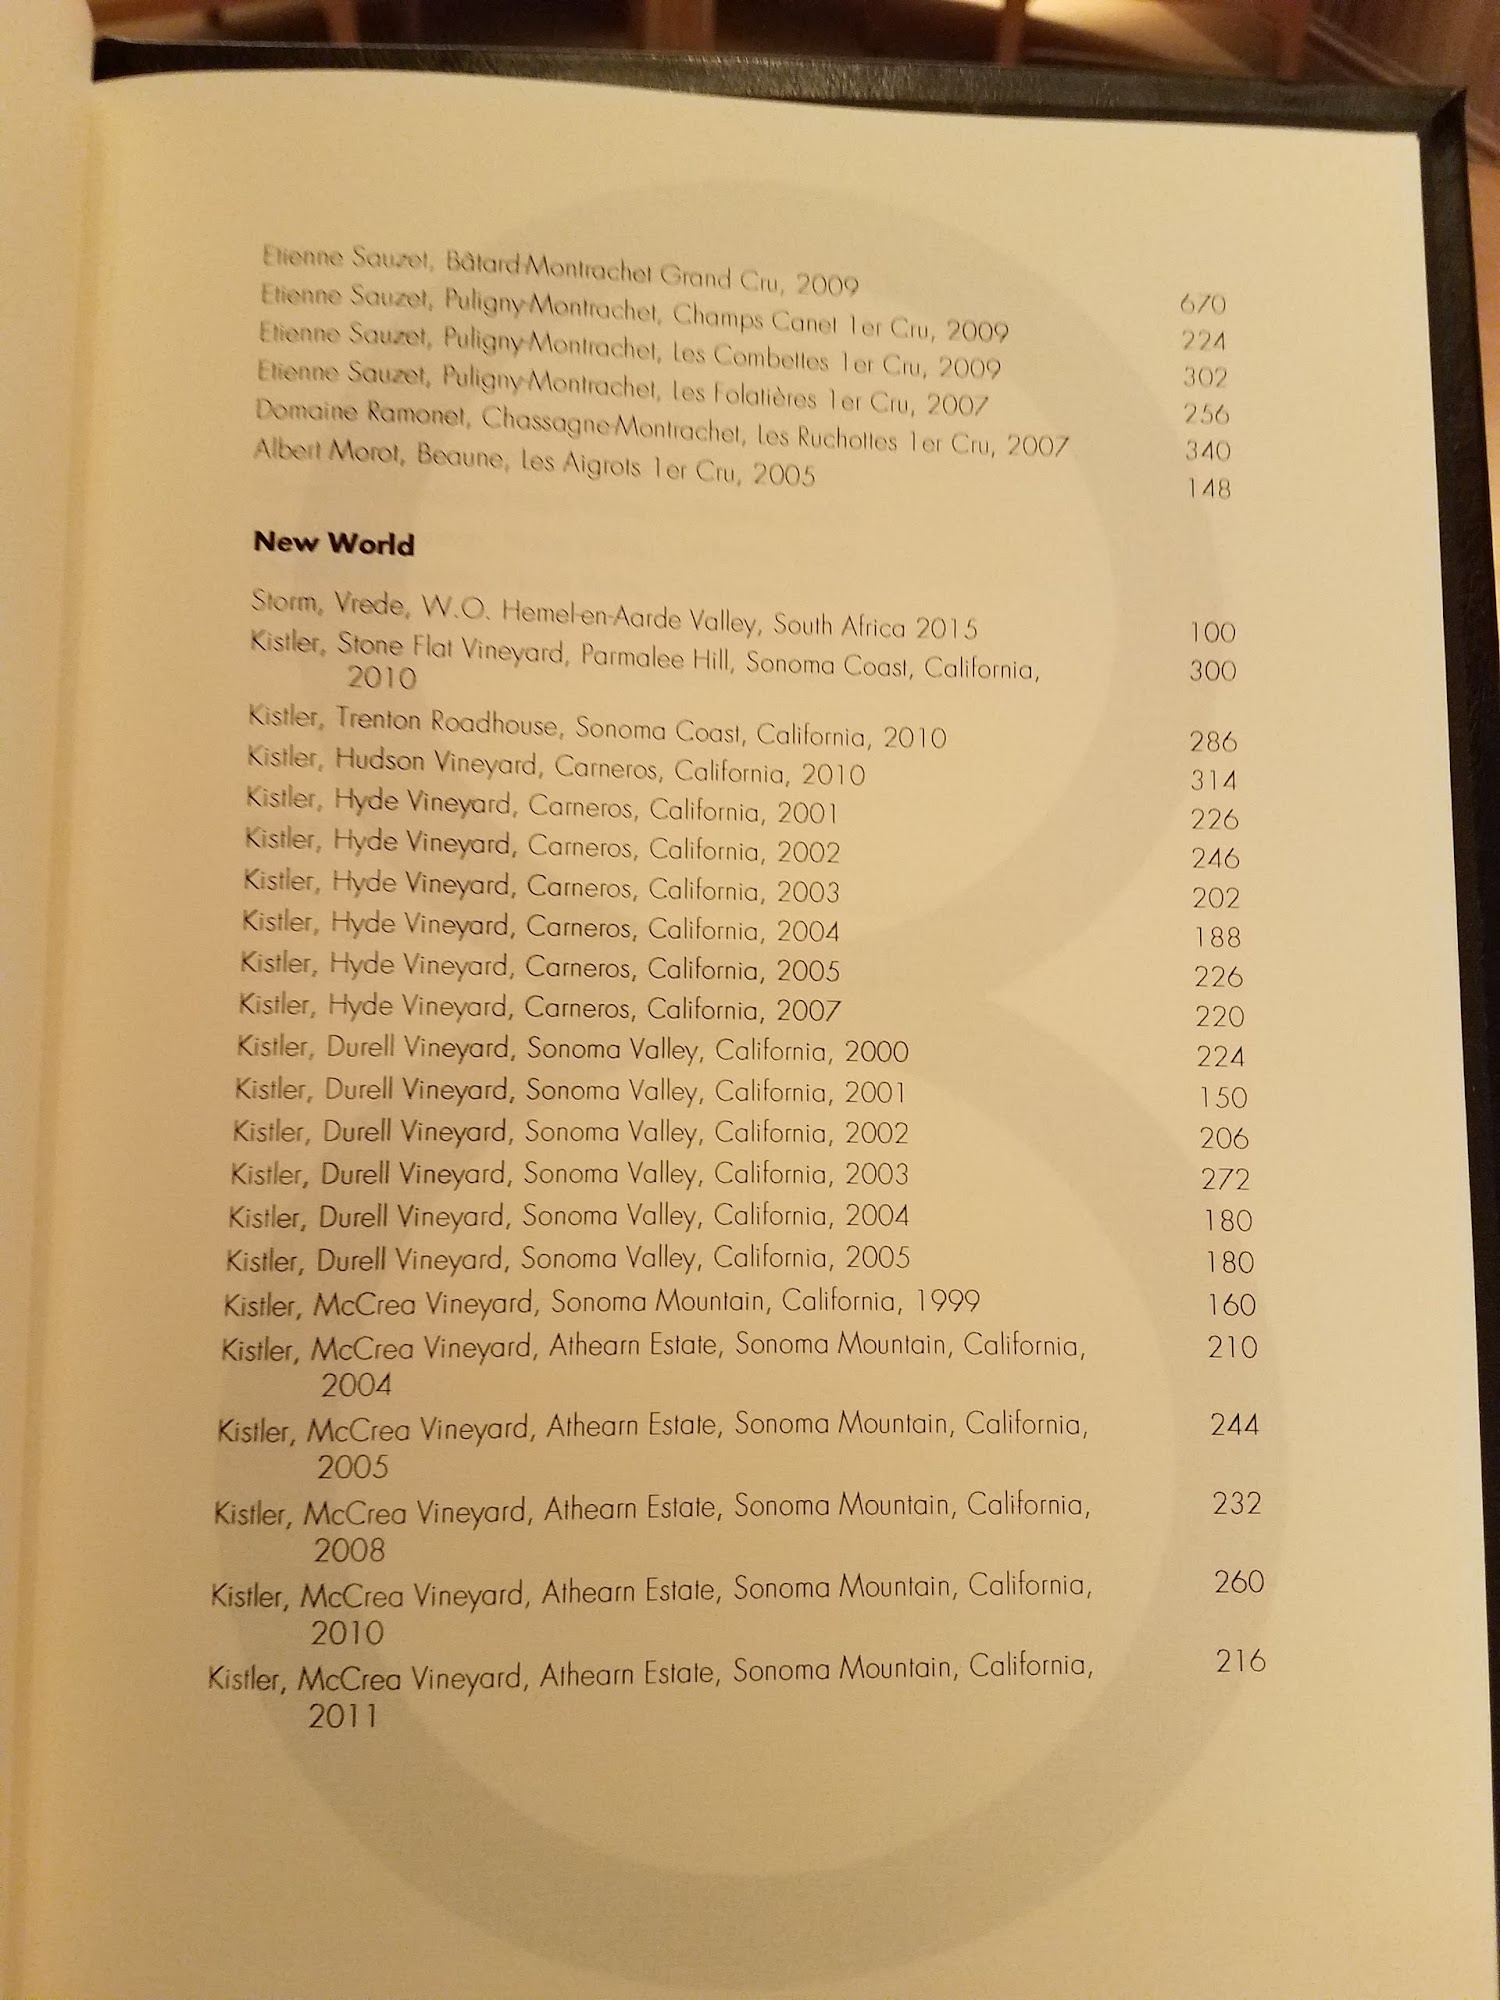 Etienne Sauzet, Bâtard-Montrachet Grand Cru, 2009 670
Etienne Sauzet, Puligny-Montrachet, Champs Canet 1er Cru, 2009 224
Etienne Sauzet, Puligny-Montrachet, Les Combettes 1er Cru, 2009 302
Etienne Sauzet, Puligny-Montrachet, Les Folatières 1er Cru, 2007 256
Domaine Ramonet, Chassagne-Montrachet, Les Ruchottes 1er Cru, 2007 340
Albert Morot, Beaune, Les Aigrots 1er Cru, 2005 148
New World
Storm, Vrede, W.O. Hemel-en-Aarde Valley, South Africa 2015 100
Kistler, Stone Flat Vineyard, Parmalee Hill, Sonoma Coast, California, 300
2010
Kistler, Trenton Roadhouse, Sonoma Coast, California, 2010 286
Kistler, Hudson Vineyard, Carneros, California, 2010 314
Kistler, Hyde Vineyard, Carneros, California, 2001 226
Kistler, Hyde Vineyard, Carneros, California, 2002 246
Kistler, Hyde Vineyard, Carneros, California, 2003 202
Kistler, Hyde Vineyard, Carneros, California, 2004 188
Kistler, Hyde Vineyard, Carneros, California, 2005 226
Kistler, Hyde Vineyard, Carneros, California, 2007 220
Kistler, Durell Vineyard, Sonoma Valley, California, 2000 224
Kistler, Durell Vineyard, Sonoma Valley, California, 2001 150
Kistler, Durell Vineyard, Sonoma Valley, California, 2002 206
Kistler, Durell Vineyard, Sonoma Valley, California, 2003 272
Kistler, Durell Vineyard, Sonoma Valley, California, 2004 180
Kistler, Durell Vineyard, Sonoma Valley, California, 2005 180
Kistler, McCrea Vineyard, Sonoma Mountain, California, 1999 160
Kistler, McCrea Vineyard, Athearn Estate, Sonoma Mountain, California, 210
2004
Kistler, McCrea Vineyard, Athearn Estate, Sonoma Mountain, California, 244
2005
Kistler, McCrea Vineyard, Athearn Estate, Sonoma Mountain, California, 232
2008
Kistler, McCrea Vineyard, Athearn Estate, Sonoma Mountain, California, 260
2010
Kistler, McCrea Vineyard, Athearn Estate, Sonoma Mountain, California, 216
2011